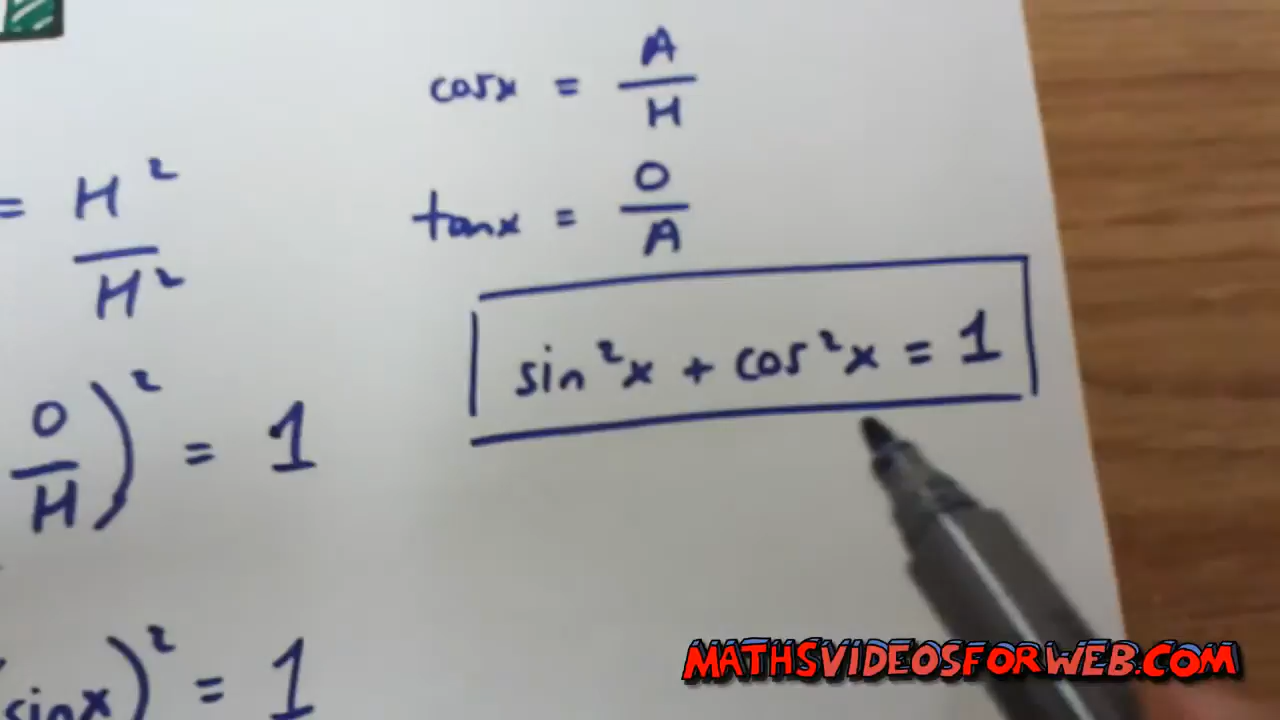 cosx = A/H
= H²/H²
tanx = O/A
sin²x + cos²x = 1
O/H)² = 1
sinx)² = 1
MATHSVIDEOSFORWEB.COM